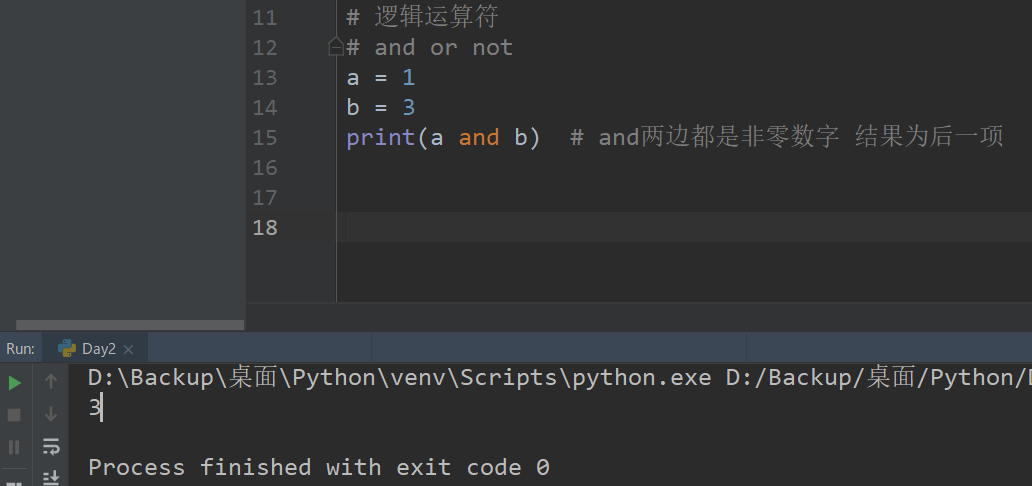 11 # 逻辑运算符
12 # and or not
13 a = 1
14 b = 3
15 print(a and b)  # and两边都是非零数字 结果为后一项
16
17
18
Run: Day2
D:\Backup\桌面\Python\venv\Scripts\python.exe D:/Backup/桌面/Python/
3
Process finished with exit code 0